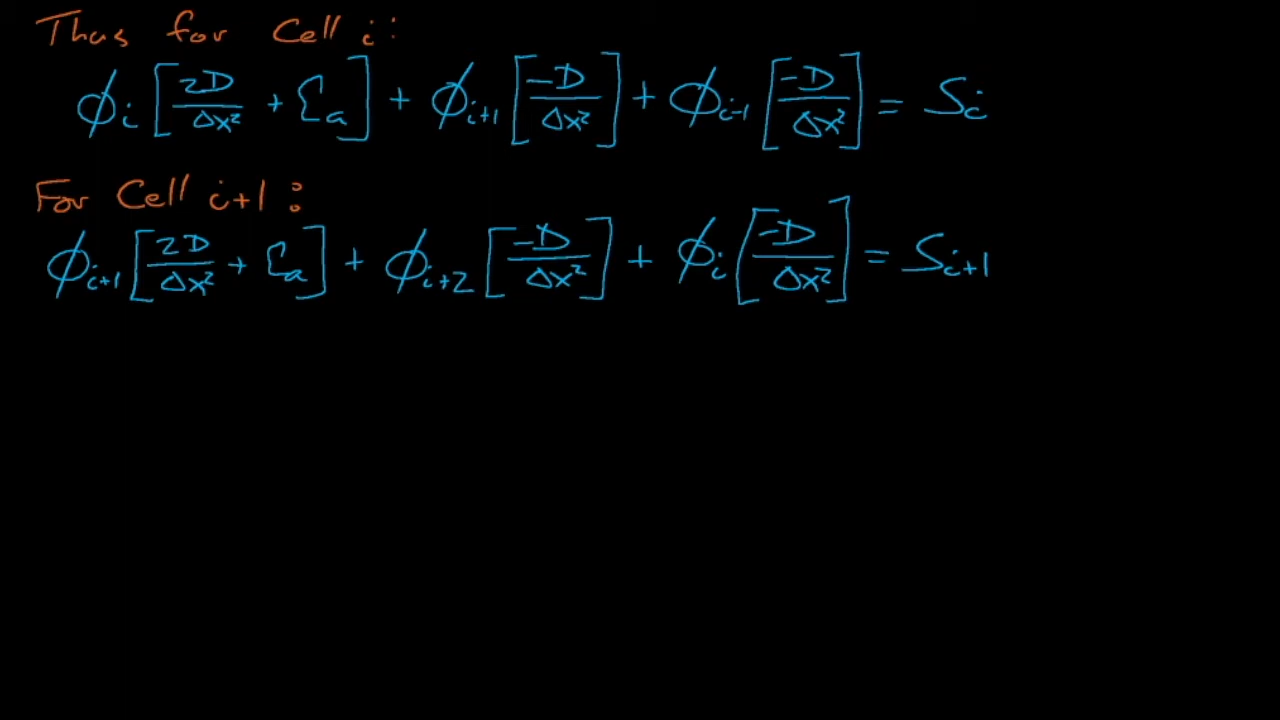 Thus for Cell i:
ϕᵢ [2D/Δx² + Σₐ] + ϕᵢ₊₁ [-D/Δx²] + ϕᵢ₋₁ [-D/Δx²] = Sᵢ
For Cell i+1:
ϕᵢ₊₁ [2D/Δx² + Σₐ] + ϕᵢ₊₂ [-D/Δx²] + ϕᵢ [-D/Δx²] = Sᵢ₊₁